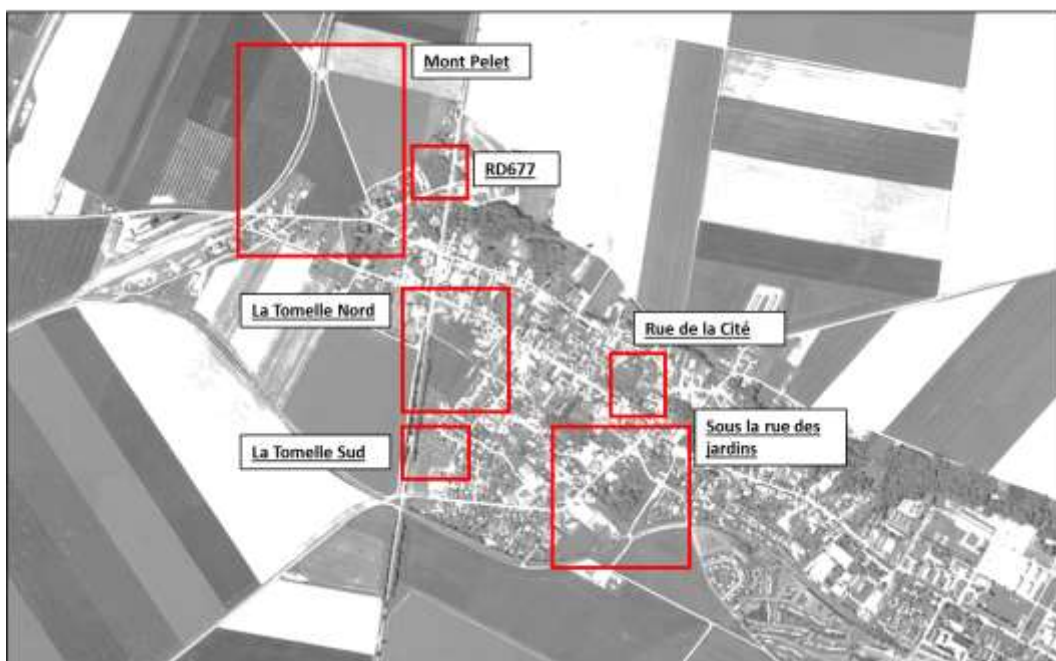 Mont Pelet
RD677
La Tomelle Nord
Rue de la Cité
Sous la rue des
jardins
La Tomelle Sud